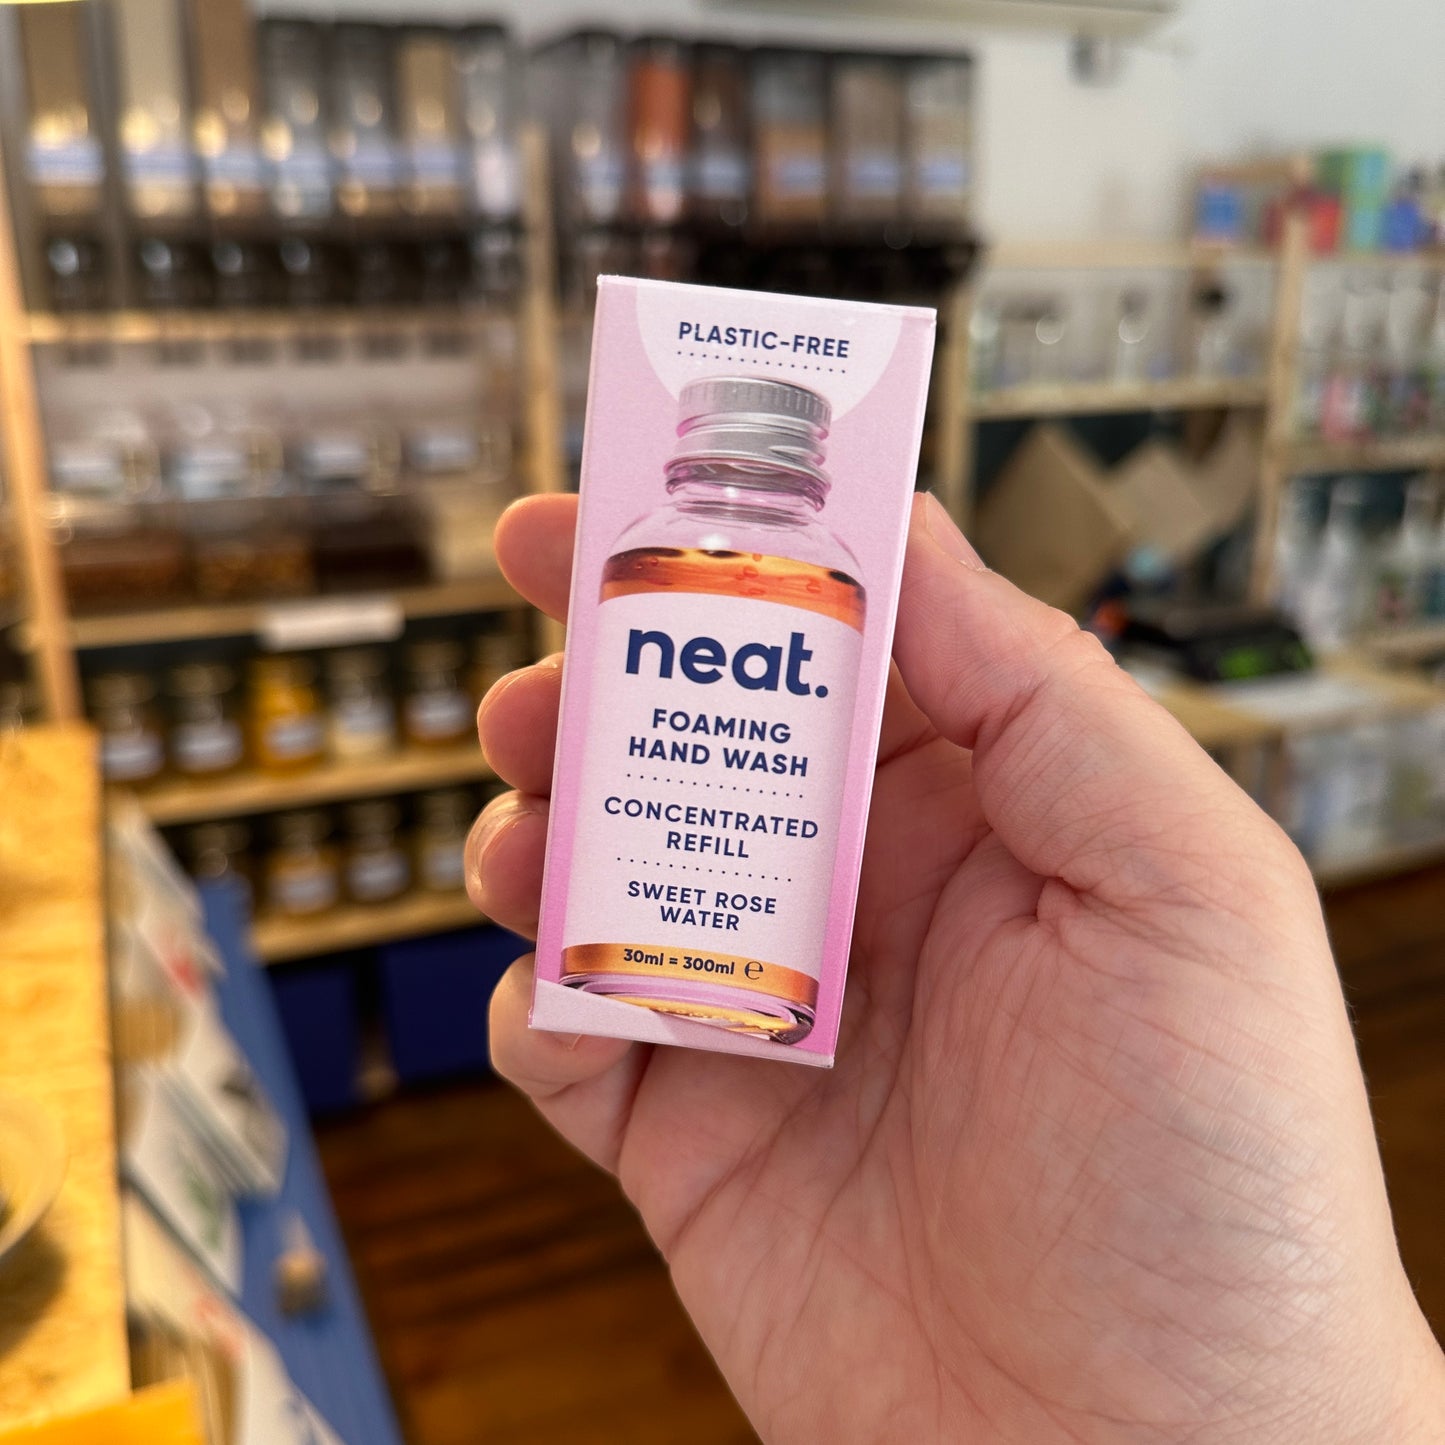 PLASTIC-FREE
neat.
FOAMING
HAND WASH
CONCENTRATED
REFILL
SWEET ROSE
WATER
30ml = 300ml ℮